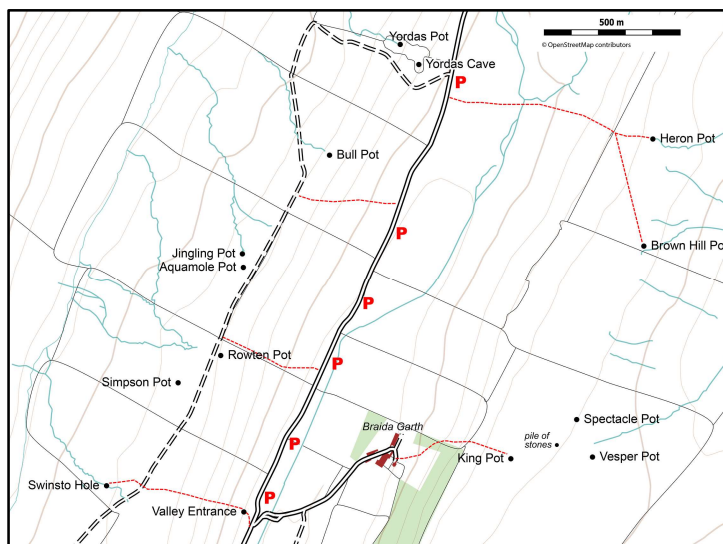 Yordas Pot
500 m
© OpenStreetMap contributors
Yordas Cave
P
Heron Pot
Bull Pot
P
Brown Hill Po
Jingling Pot
Aquamole Pot
P
Rowten Pot
P
Simpson Pot
Spectacle Pot
Braida Garth
pile of
stones
P
King Pot
Vesper Pot
Swinsto Hole
P
Valley Entrance